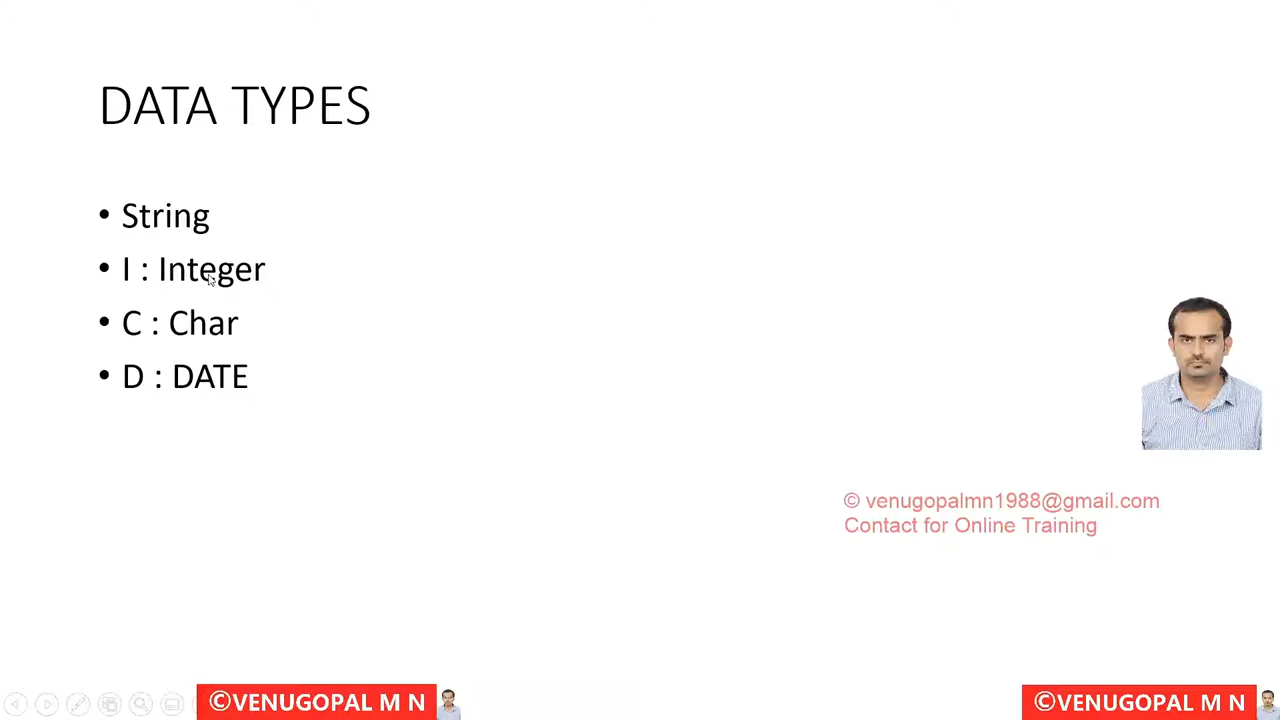 DATA TYPES
• String
• I : Integer
• C : Char
• D : DATE
© venugopalmn1988@gmail.com
Contact for Online Training
©VENUGOPAL M N
©VENUGOPAL M N